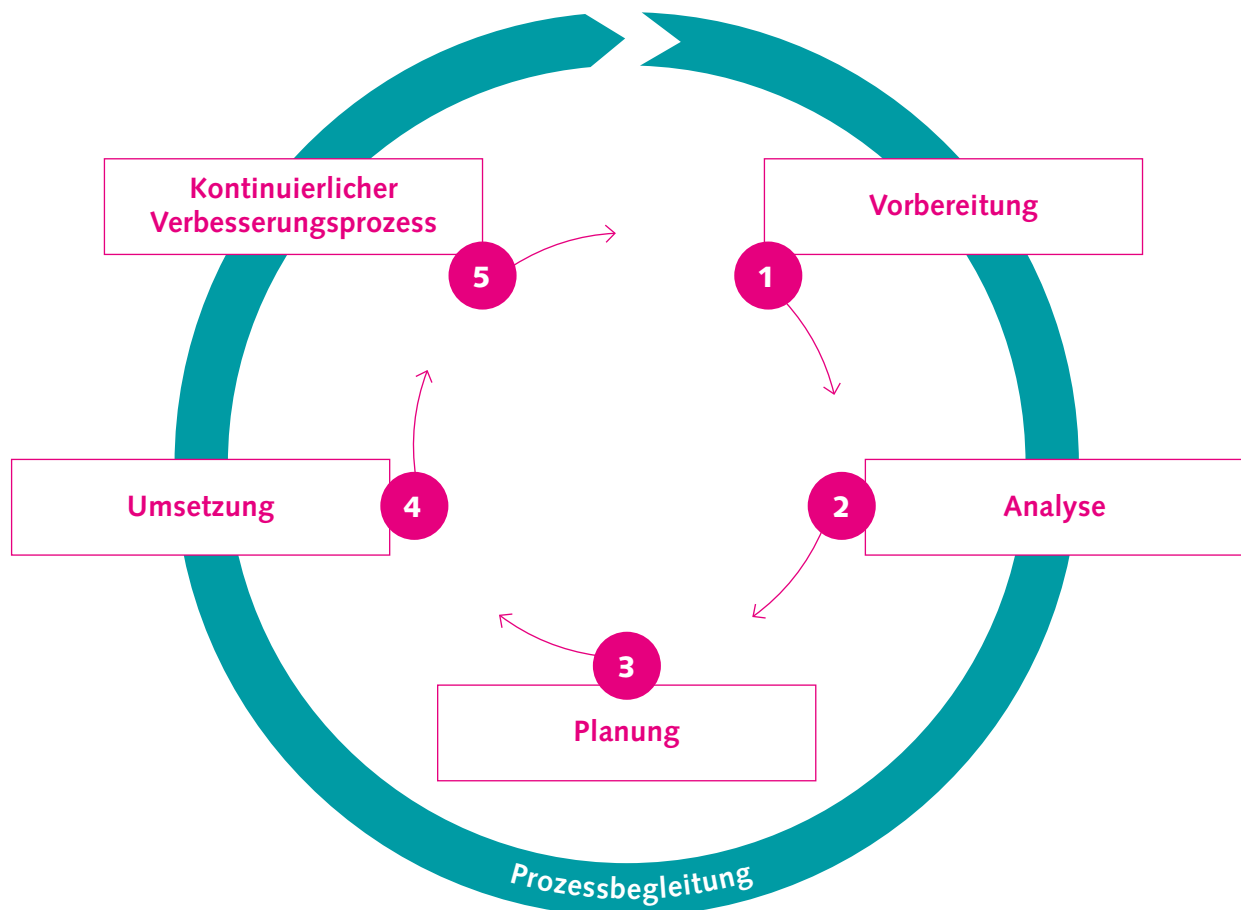 1
Vorbereitung
2
Analyse
3
Planung
4
Umsetzung
5
Kontinuierlicher
Verbesserungsprozess
Prozessbegleitung